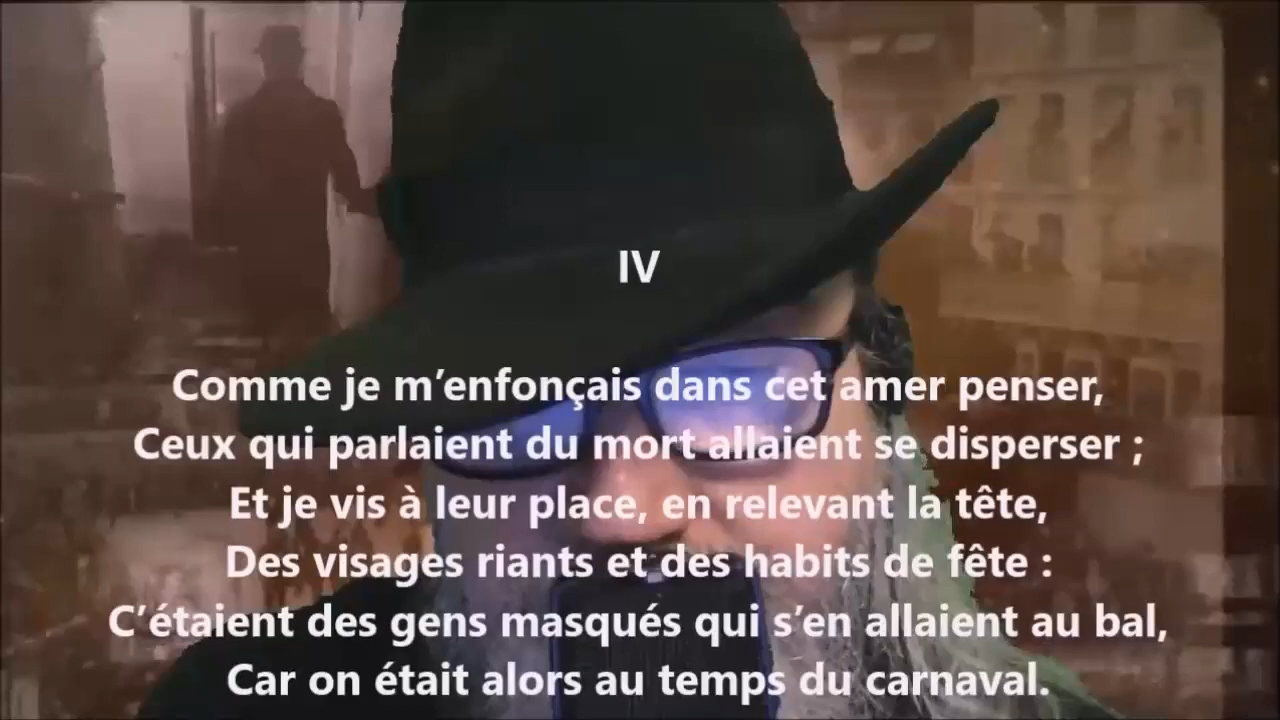 IV
Comme je m’enfonçais dans cet amer penser,
Ceux qui parlaient du mort allaient se disperser ;
Et je vis à leur place, en relevant la tête,
Des visages riants et des habits de fête :
C’étaient des gens masqués qui s’en allaient au bal,
Car on était alors au temps du carnaval.